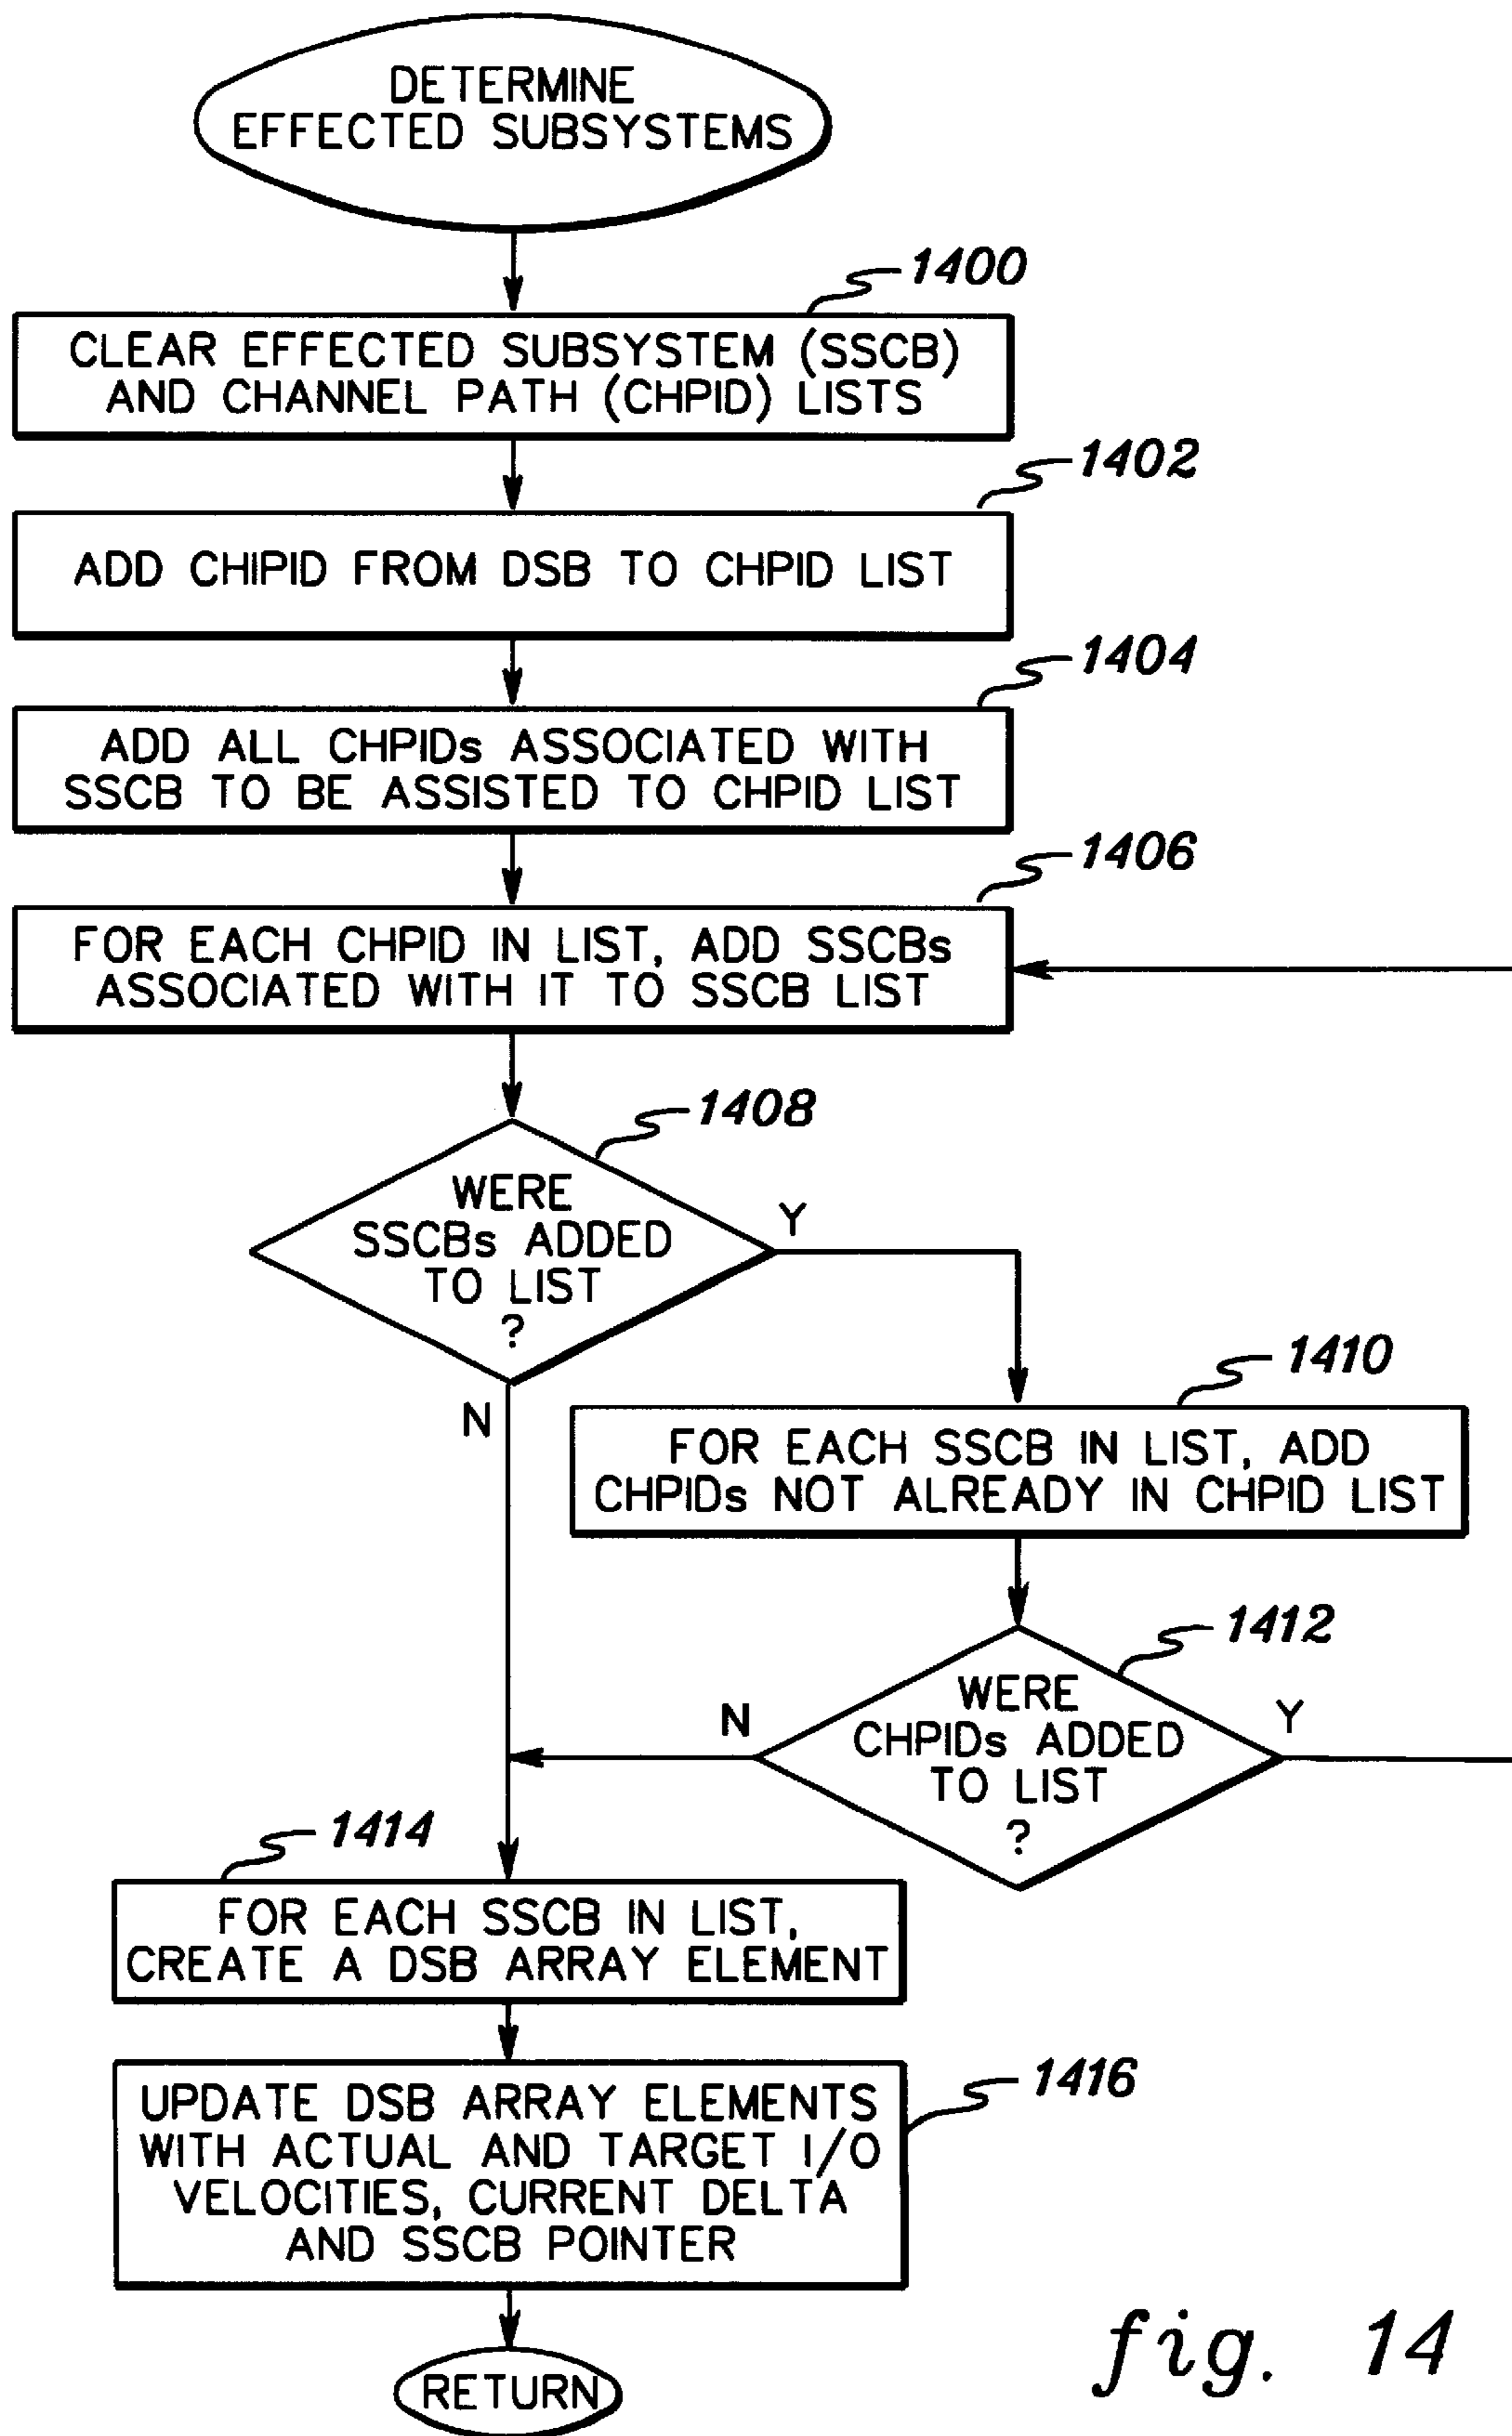 DETERMINE
EFFECTED SUBSYSTEMS
1400
CLEAR EFFECTED SUBSYSTEM (SSCB)
AND CHANNEL PATH (CHPID) LISTS
1402
ADD CHIPID FROM DSB TO CHPID LIST
1404
ADD ALL CHPIDs ASSOCIATED WITH
SSCB TO BE ASSISTED TO CHPID LIST
1406
FOR EACH CHPID IN LIST, ADD SSCBs
ASSOCIATED WITH IT TO SSCB LIST
1408
WERE
SSCBs ADDED
TO LIST
?
Y
N
1410
FOR EACH SSCB IN LIST, ADD
CHPIDs NOT ALREADY IN CHPID LIST
1412
WERE
CHPIDs ADDED
TO LIST
?
N
Y
1414
FOR EACH SSCB IN LIST,
CREATE A DSB ARRAY ELEMENT
1416
UPDATE DSB ARRAY ELEMENTS
WITH ACTUAL AND TARGET I/O
VELOCITIES, CURRENT DELTA
AND SSCB POINTER
RETURN
fig. 14